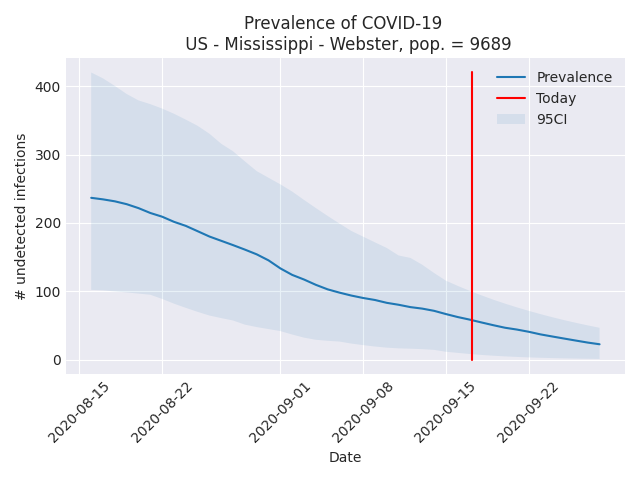 Prevalence of COVID-19
US - Mississippi - Webster, pop. = 9689
Prevalence
Today
95CI
# undetected infections
400
300
200
100
0
2020-08-15
2020-08-22
2020-09-01
2020-09-08
2020-09-15
2020-09-22
Date